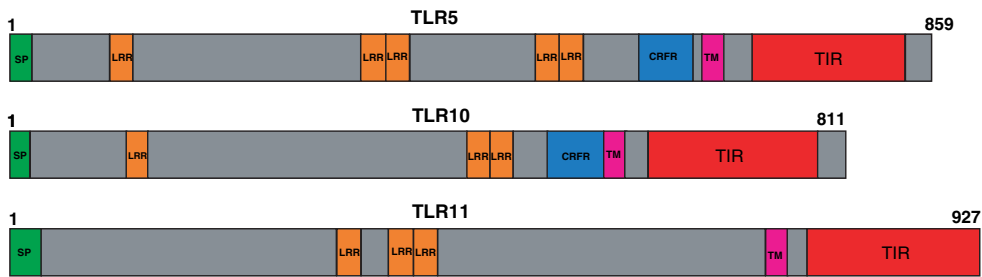 TLR5
1 859
SP LRR LRR LRR LRR LRR CRFR TM TIR
TLR10
1 811
SP LRR LRR LRR CRFR TM TIR
TLR11
1 927
SP LRR LRR LRR TM TIR